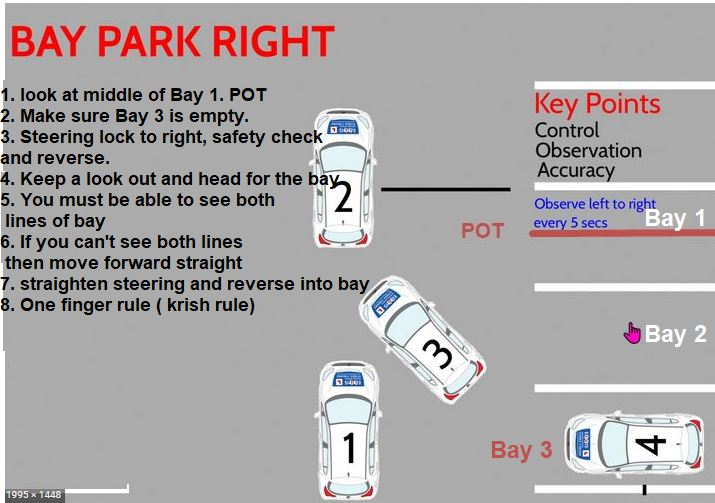 BAY PARK RIGHT
1. look at middle of Bay 1. POT
2. Make sure Bay 3 is empty.
3. Steering lock to right, safety check
and reverse.
4. Keep a look out and head for the bay
5. You must be able to see both
lines of bay
6. If you can't see both lines
then move forward straight
7. straighten steering and reverse into bay
8. One finger rule ( krish rule)
Key Points
Control
Observation
Accuracy
Observe left to right
every 5 secs
Bay 1
POT
Bay 2
Bay 3
2
3
1
4
1995 × 1448